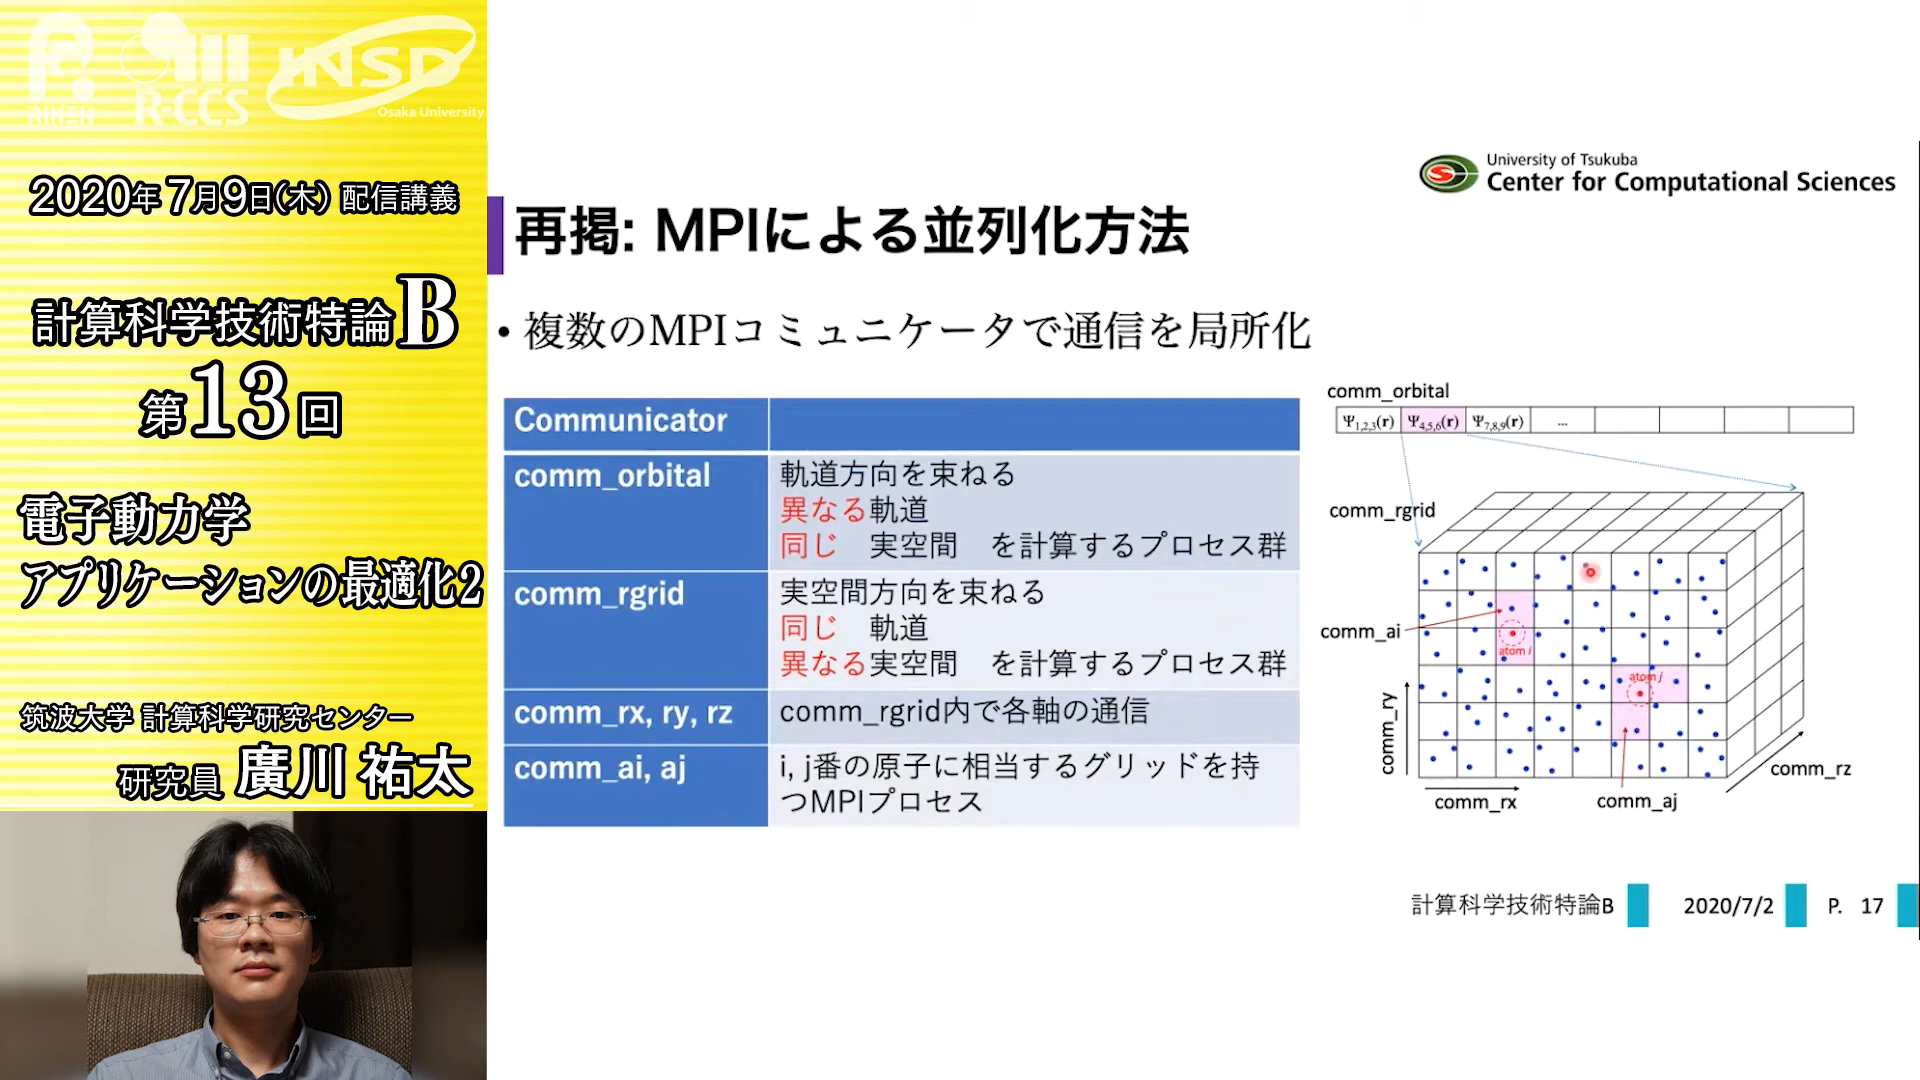 RIKEN
R-CCS
INSD
Osaka University
2020年 7月9日(木) 配信講義
計算科学技術特論B
第13回
電子動力学
アプリケーションの最適化2
筑波大学 計算科学研究センター
研究員 廣川 祐太
University of Tsukuba
Center for Computational Sciences
再掲: MPIによる並列化方法
• 複数のMPIコミュニケータで通信を局所化
Communicator
comm_orbital
軌道方向を束ねる
異なる軌道
同じ 実空間 を計算するプロセス群
comm_rgrid
実空間方向を束ねる
同じ 軌道
異なる実空間 を計算するプロセス群
comm_rx, ry, rz
comm_rgrid内で各軸の通信
comm_ai, aj
i, j番の原子に相当するグリッドを持
つMPIプロセス
comm_orbital
Ψ1,2,3(r) Ψ4,5,6(r) Ψ7,8,9(r) ...
comm_rgrid
comm_ai
atom i
atom j
comm_ry
comm_rx
comm_aj
comm_rz
計算科学技術特論B 2020/7/2 P. 17